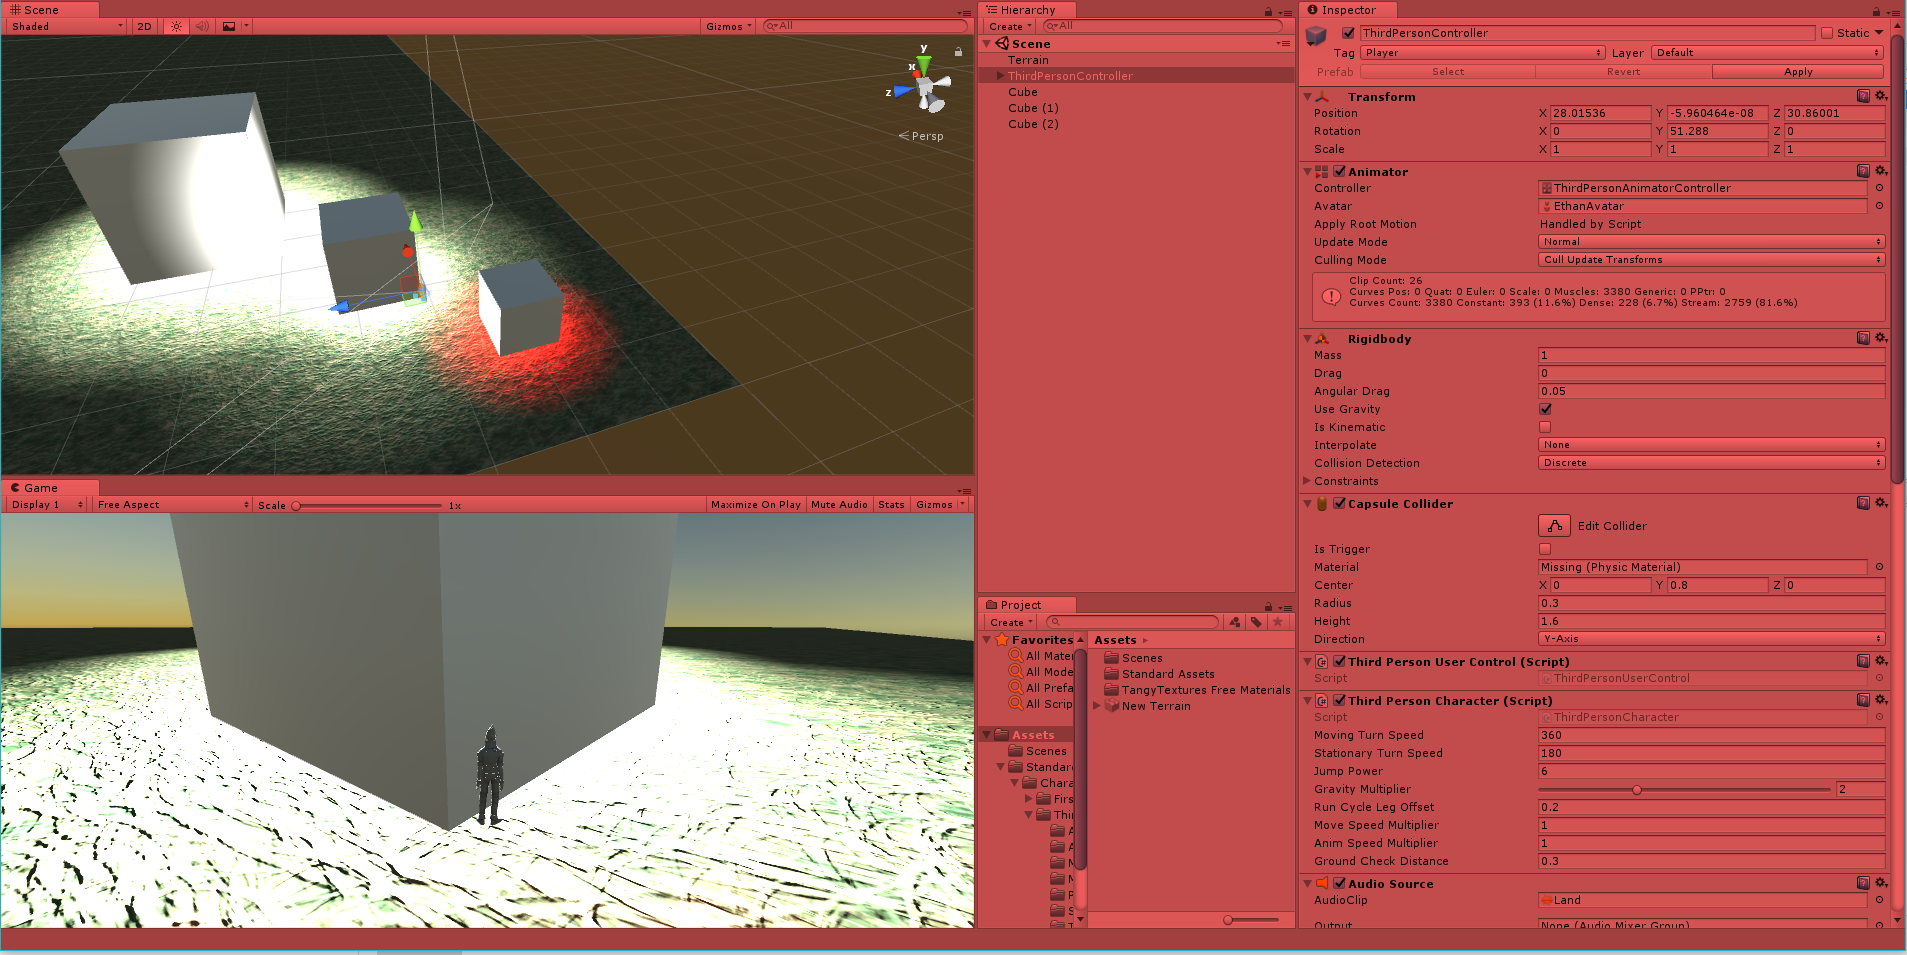 Scene
Shaded 2D Gizmos All
y
x
z
Persp
Game
Display 1 Free Aspect Scale 1x Maximize On Play Mute Audio Stats Gizmos
Hierarchy
Create All
Scene
Terrain
ThirdPersonController
Cube
Cube (1)
Cube (2)
Project
Create
Favorites
All Mater
All Mode
All Prefa
All Scrip
Assets
Scenes
Standard
Chara
Firs
Thir
Assets
Scenes
Standard Assets
TangyTextures Free Materials
New Terrain
Inspector
ThirdPersonController Static
Tag Player Layer Default
Prefab Select Revert Apply
Transform
Position X 28.01536 Y -5.960464e-08 Z 30.86001
Rotation X 0 Y 51.288 Z 0
Scale X 1 Y 1 Z 1
Animator
Controller ThirdPersonAnimatorController
Avatar EthanAvatar
Apply Root Motion Handled by Script
Update Mode Normal
Culling Mode Cull Update Transforms
Clip Count: 26
Curves Pos: 0 Quat: 0 Euler: 0 Scale: 0 Muscles: 3380 Generic: 0 PPtr: 0
Curves Count: 3380 Constant: 393 (11.6%) Dense: 228 (6.7%) Stream: 2759 (81.6%)
Rigidbody
Mass 1
Drag 0
Angular Drag 0.05
Use Gravity
Is Kinematic
Interpolate None
Collision Detection Discrete
Constraints
Capsule Collider
Edit Collider
Is Trigger
Material Missing (Physic Material)
Center X 0 Y 0.8 Z 0
Radius 0.3
Height 1.6
Direction Y-Axis
Third Person User Control (Script)
Script ThirdPersonUserControl
Third Person Character (Script)
Script ThirdPersonCharacter
Moving Turn Speed 360
Stationary Turn Speed 180
Jump Power 6
Gravity Multiplier 2
Run Cycle Leg Offset 0.2
Move Speed Multiplier 1
Anim Speed Multiplier 1
Ground Check Distance 0.3
Audio Source
AudioClip Land
Output None (Audio Mixer Group)